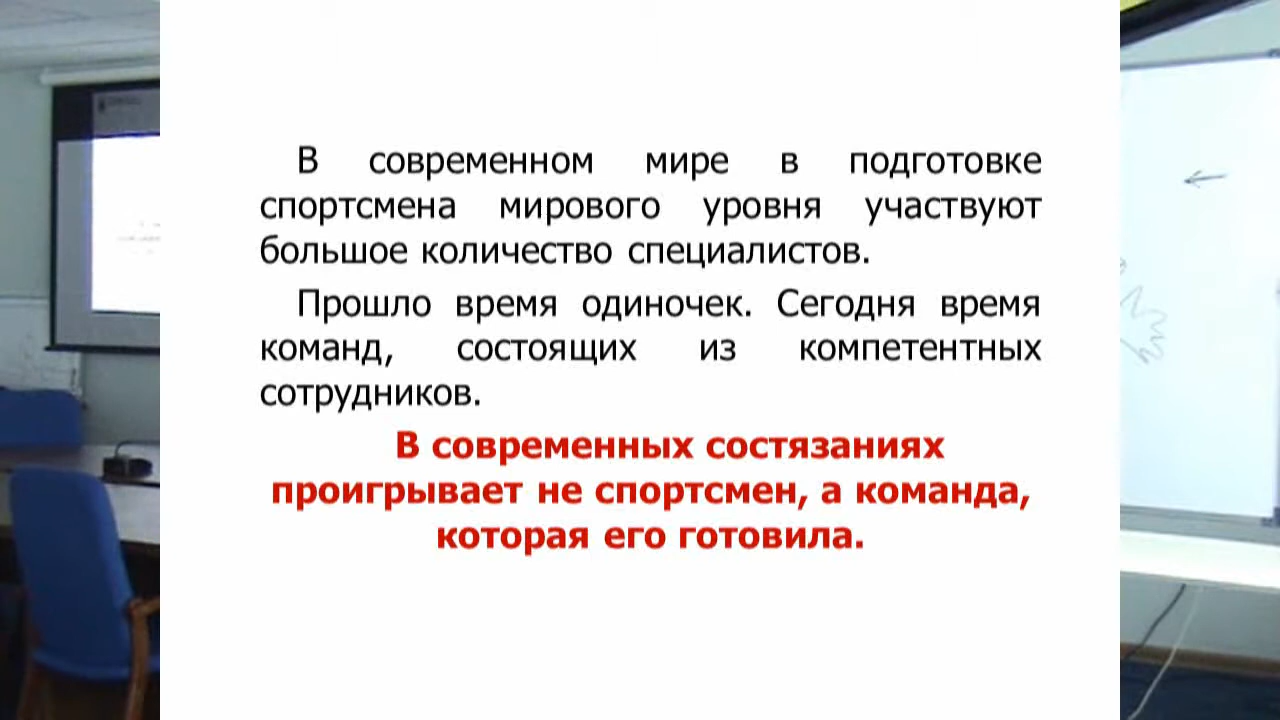 В современном мире в подготовке
спортсмена мирового уровня участвуют
большое количество специалистов.
Прошло время одиночек. Сегодня время
команд, состоящих из компетентных
сотрудников.
В современных состязаниях
проигрывает не спортсмен, а команда,
которая его готовила.